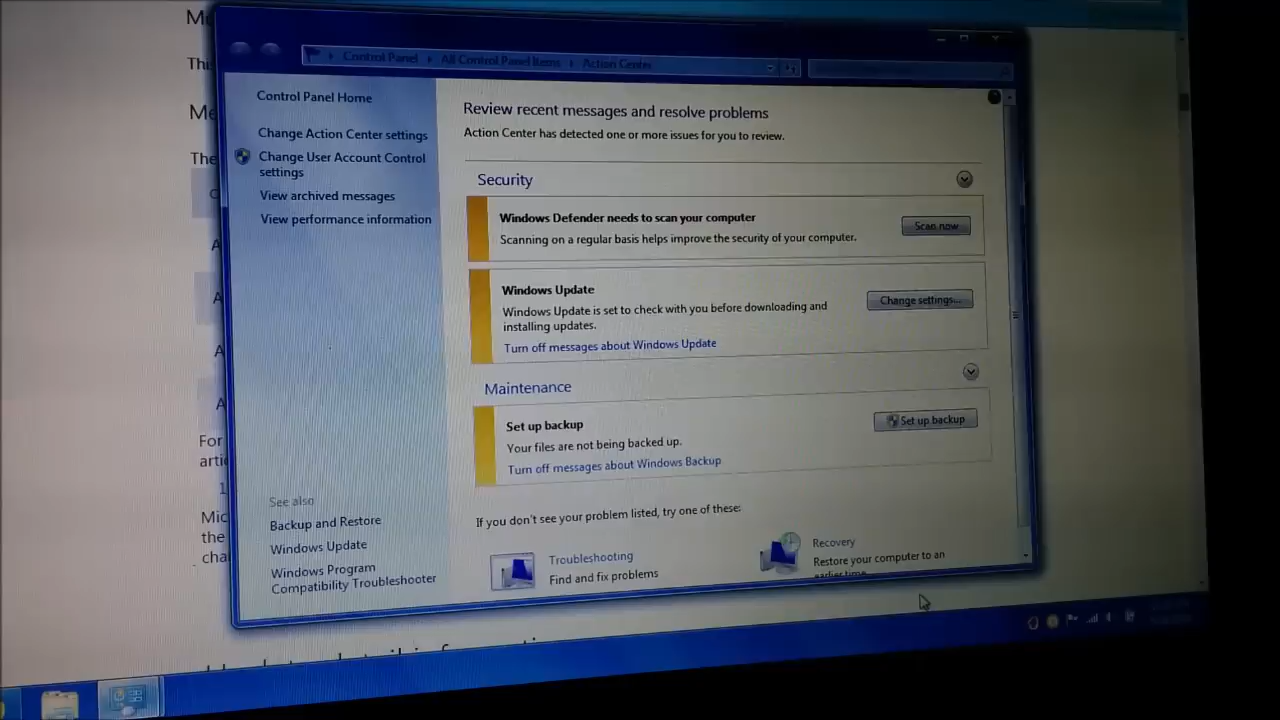 Control Panel
All Control Panel Items
Action Center
Control Panel Home
Change Action Center settings
Change User Account Control
settings
View archived messages
View performance information
See also
Backup and Restore
Windows Update
Windows Program
Compatibility Troubleshooter
Review recent messages and resolve problems
Action Center has detected one or more issues for you to review.
Security
Windows Defender needs to scan your computer
Scanning on a regular basis helps improve the security of your computer.
Scan now
Windows Update
Windows Update is set to check with you before downloading and
installing updates.
Change settings...
Turn off messages about Windows Update
Maintenance
Set up backup
Your files are not being backed up.
Set up backup
Turn off messages about Windows Backup
If you don't see your problem listed, try one of these:
Troubleshooting
Find and fix problems
Recovery
Restore your computer to an
earlier time
For